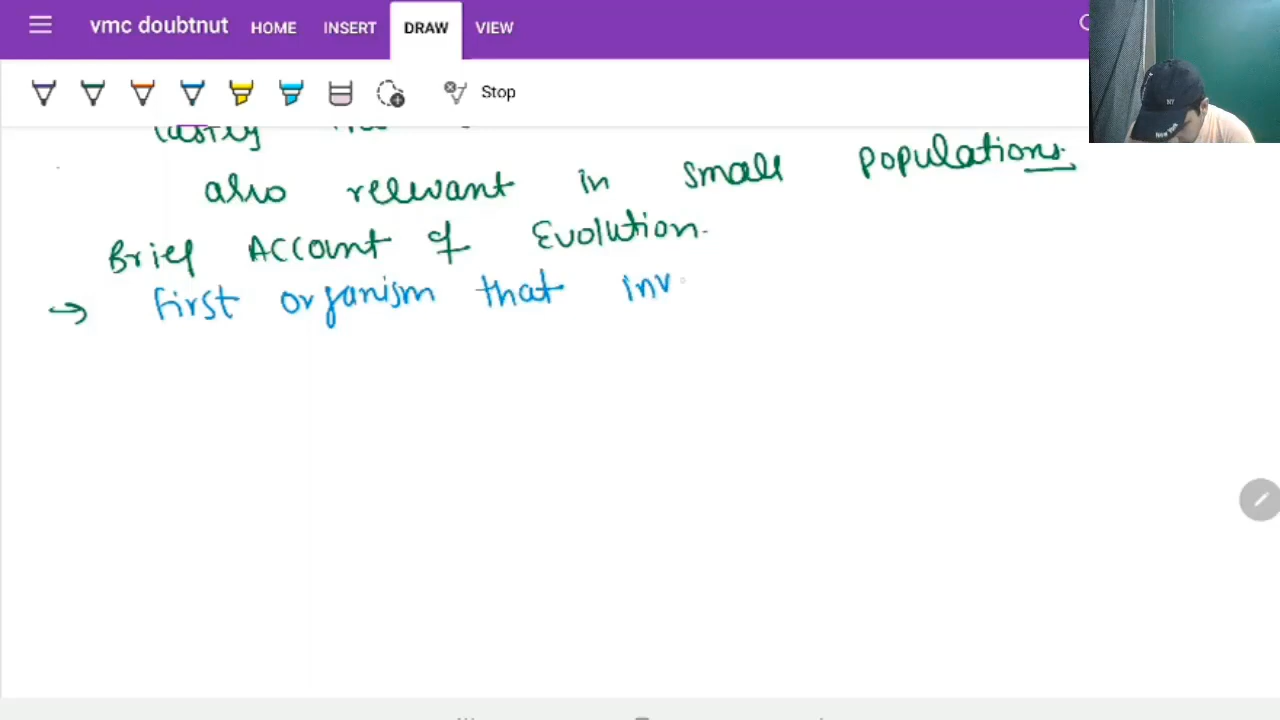 vmc doubtnut HOME INSERT DRAW VIEW
Stop
lastly
also relevant in small populations.
Brief Account of Evolution.
→ first organism that inv